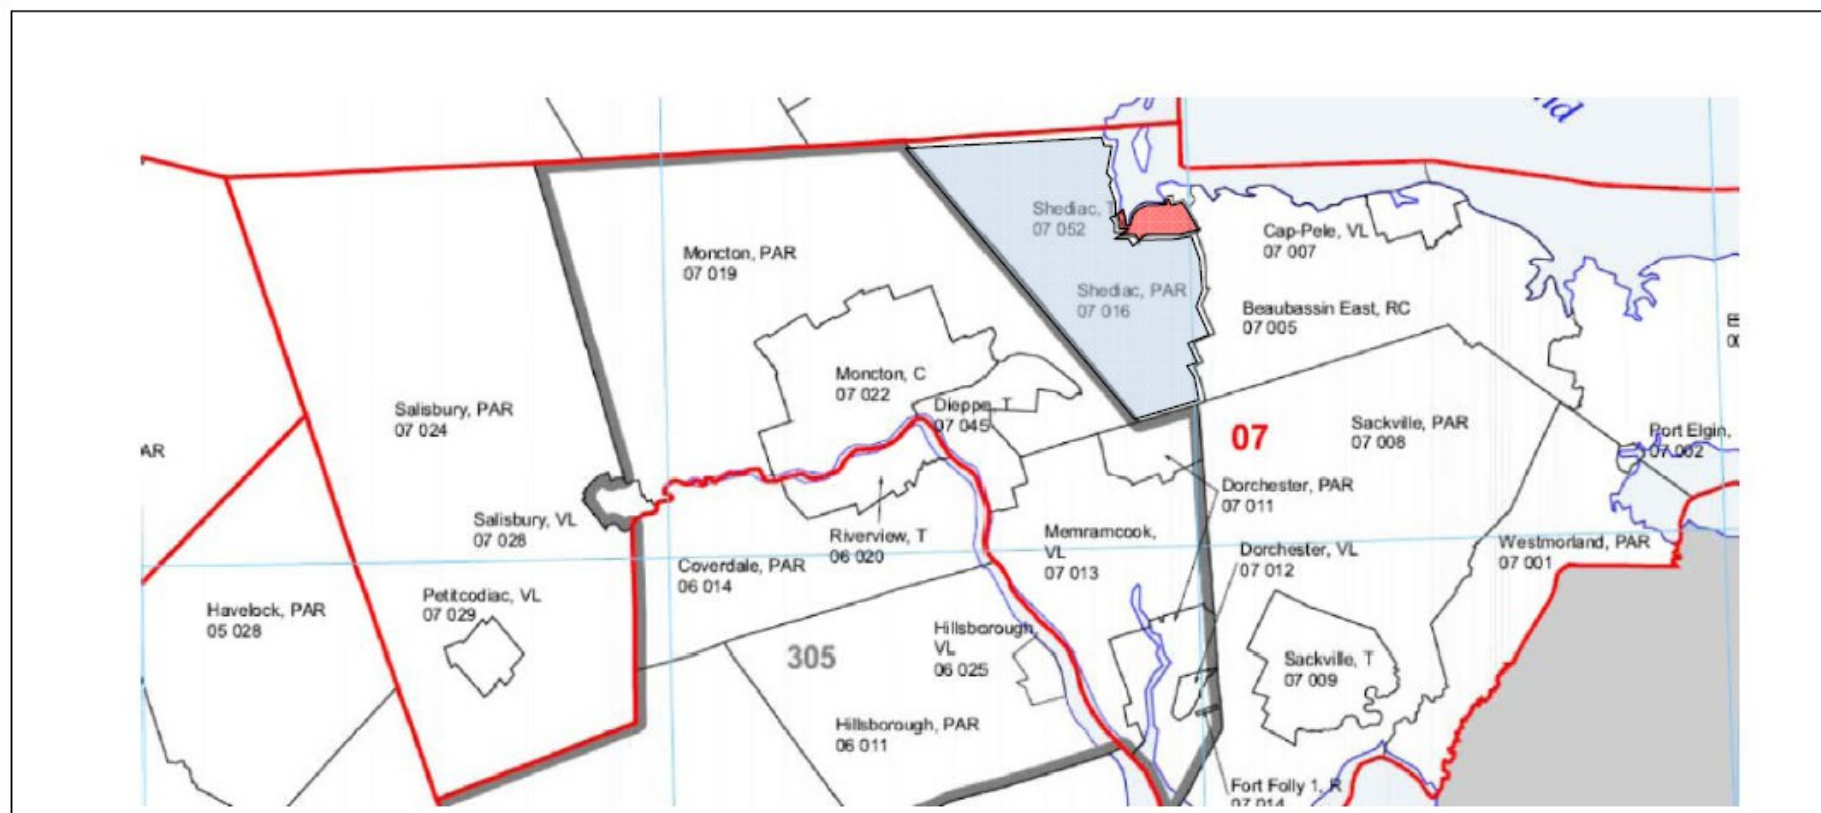 nd
Shediac, T
07 052
Cap-Pele, VL
07 007
Moncton, PAR
07 019
Shediac, PAR
07 016
Beaubassin East, RC
07 005
Moncton, C
07 022
Dieppe, T
07 045
Salisbury, PAR
07 024
07
Sackville, PAR
07 008
Port Elgin,
07 002
AR
Dorchester, PAR
07 011
Salisbury, VL
07 028
Riverview, T
06 020
Memramcook,
VL
07 013
Dorchester, VL
07 012
Westmorland, PAR
07 001
Coverdale, PAR
06 014
Havelock, PAR
05 028
Petitcodiac, VL
07 029
Hillsborough,
VL
06 025
305
Sackville, T
07 009
Hillsborough, PAR
06 011
Fort Folly 1, R
07 014